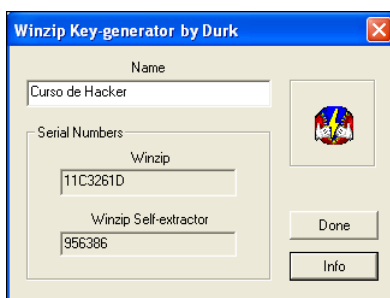 Winzip Key-generator by Durk
Name
Curso de Hacker
Serial Numbers
Winzip
11C3261D
Winzip Self-extractor
956386
Done
Info